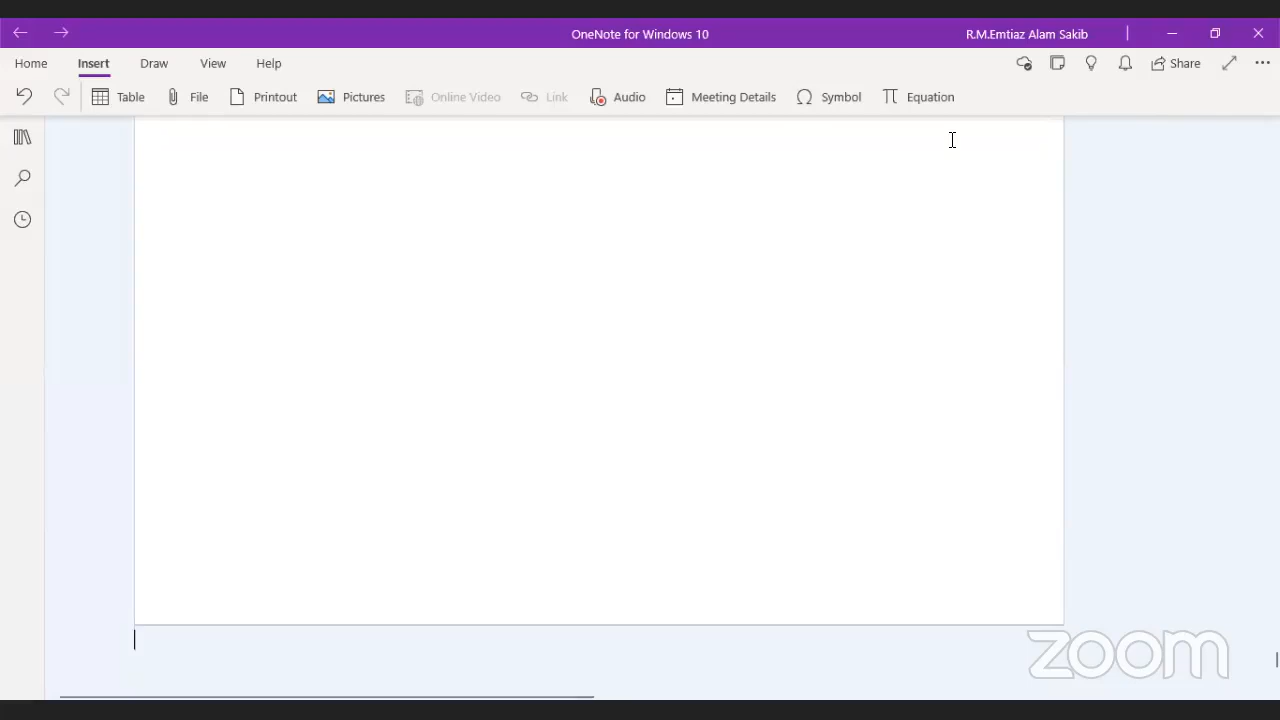 OneNote for Windows 10
R.M.Emtiaz Alam Sakib
Home
Insert
Draw
View
Help
Share
Table
File
Printout
Pictures
Online Video
Link
Audio
Meeting Details
Symbol
Equation
zoom